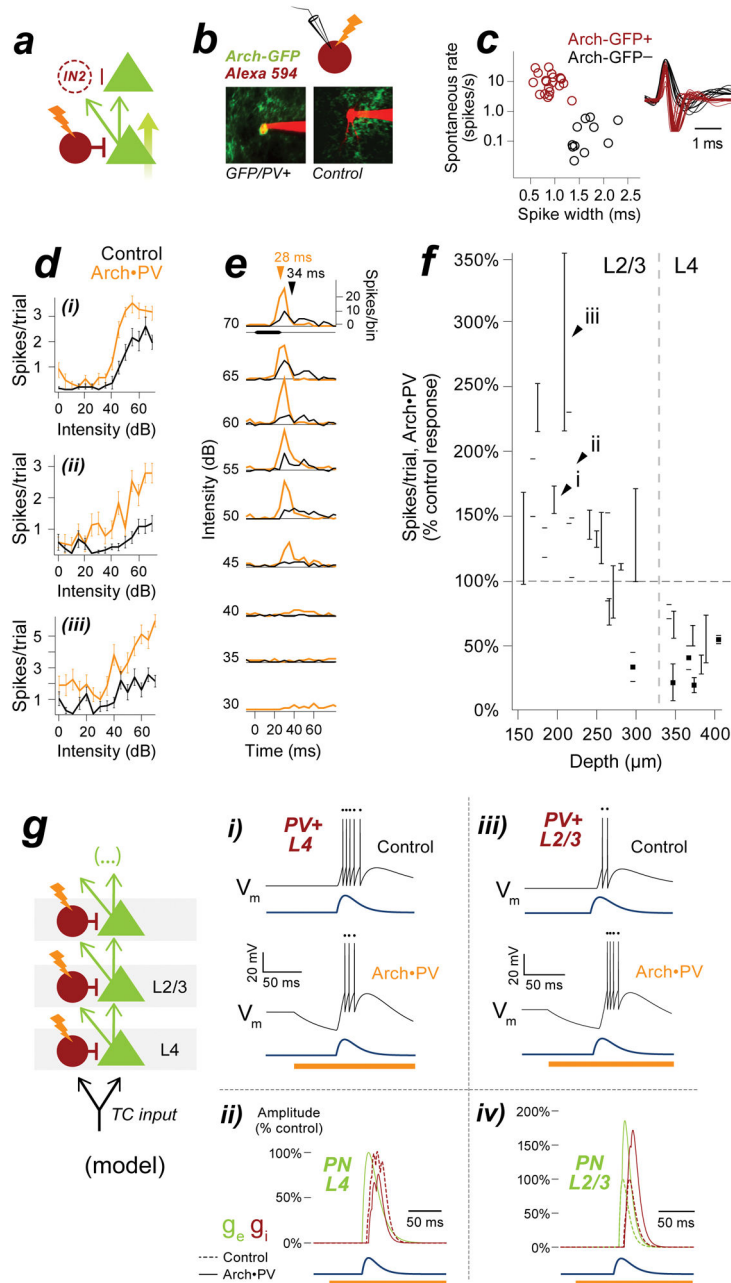 a
IN2
b
Arch-GFP
Alexa 594
GFP/PV+ Control
c
Arch-GFP+
Arch-GFP−
Spontaneous rate
(spikes/s)
10
1.0
0.1
0.5 1.0 1.5 2.0 2.5
Spike width (ms)
1 ms
d
Control
Arch•PV
(i)
Spikes/trial
3
2
1
0 20 40 60
Intensity (dB)
(ii)
Spikes/trial
3
2
1
0 20 40 60
Intensity (dB)
(iii)
Spikes/trial
5
3
1
0 20 40 60
Intensity (dB)
e
28 ms
34 ms
Spikes/bin
20
10
0
Intensity (dB)
70
65
60
55
50
45
40
35
30
0 40 80
Time (ms)
f
L2/3 L4
Spikes/trial, Arch•PV
(% control response)
350%
300%
250%
200%
150%
100%
50%
0%
iii
ii
i
150 200 250 300 350 400
Depth (µm)
g
(...)
L2/3
L4
TC input
(model)
i)
PV+
L4
Control
Vm
20 mV
50 ms
Arch•PV
Vm
ii)
Amplitude
(% control)
100%
50%
0%
PN
L4
50 ms
ge gi
Control
Arch•PV
iii)
PV+
L2/3
Control
Vm
20 mV
50 ms
Arch•PV
Vm
iv)
200%
150%
100%
50%
0%
PN
L2/3
50 ms